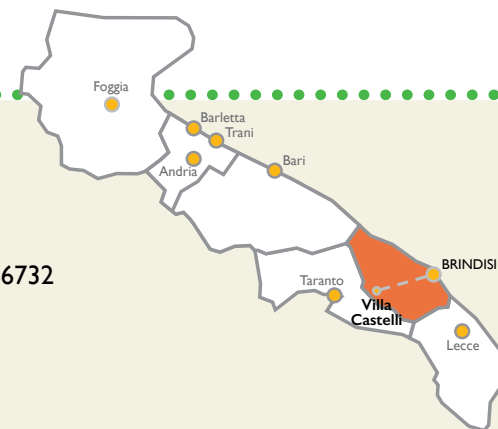 Foggia
Barletta
Trani
Andria
Bari
6732
BRINDISI
Taranto
Villa
Castelli
Lecce